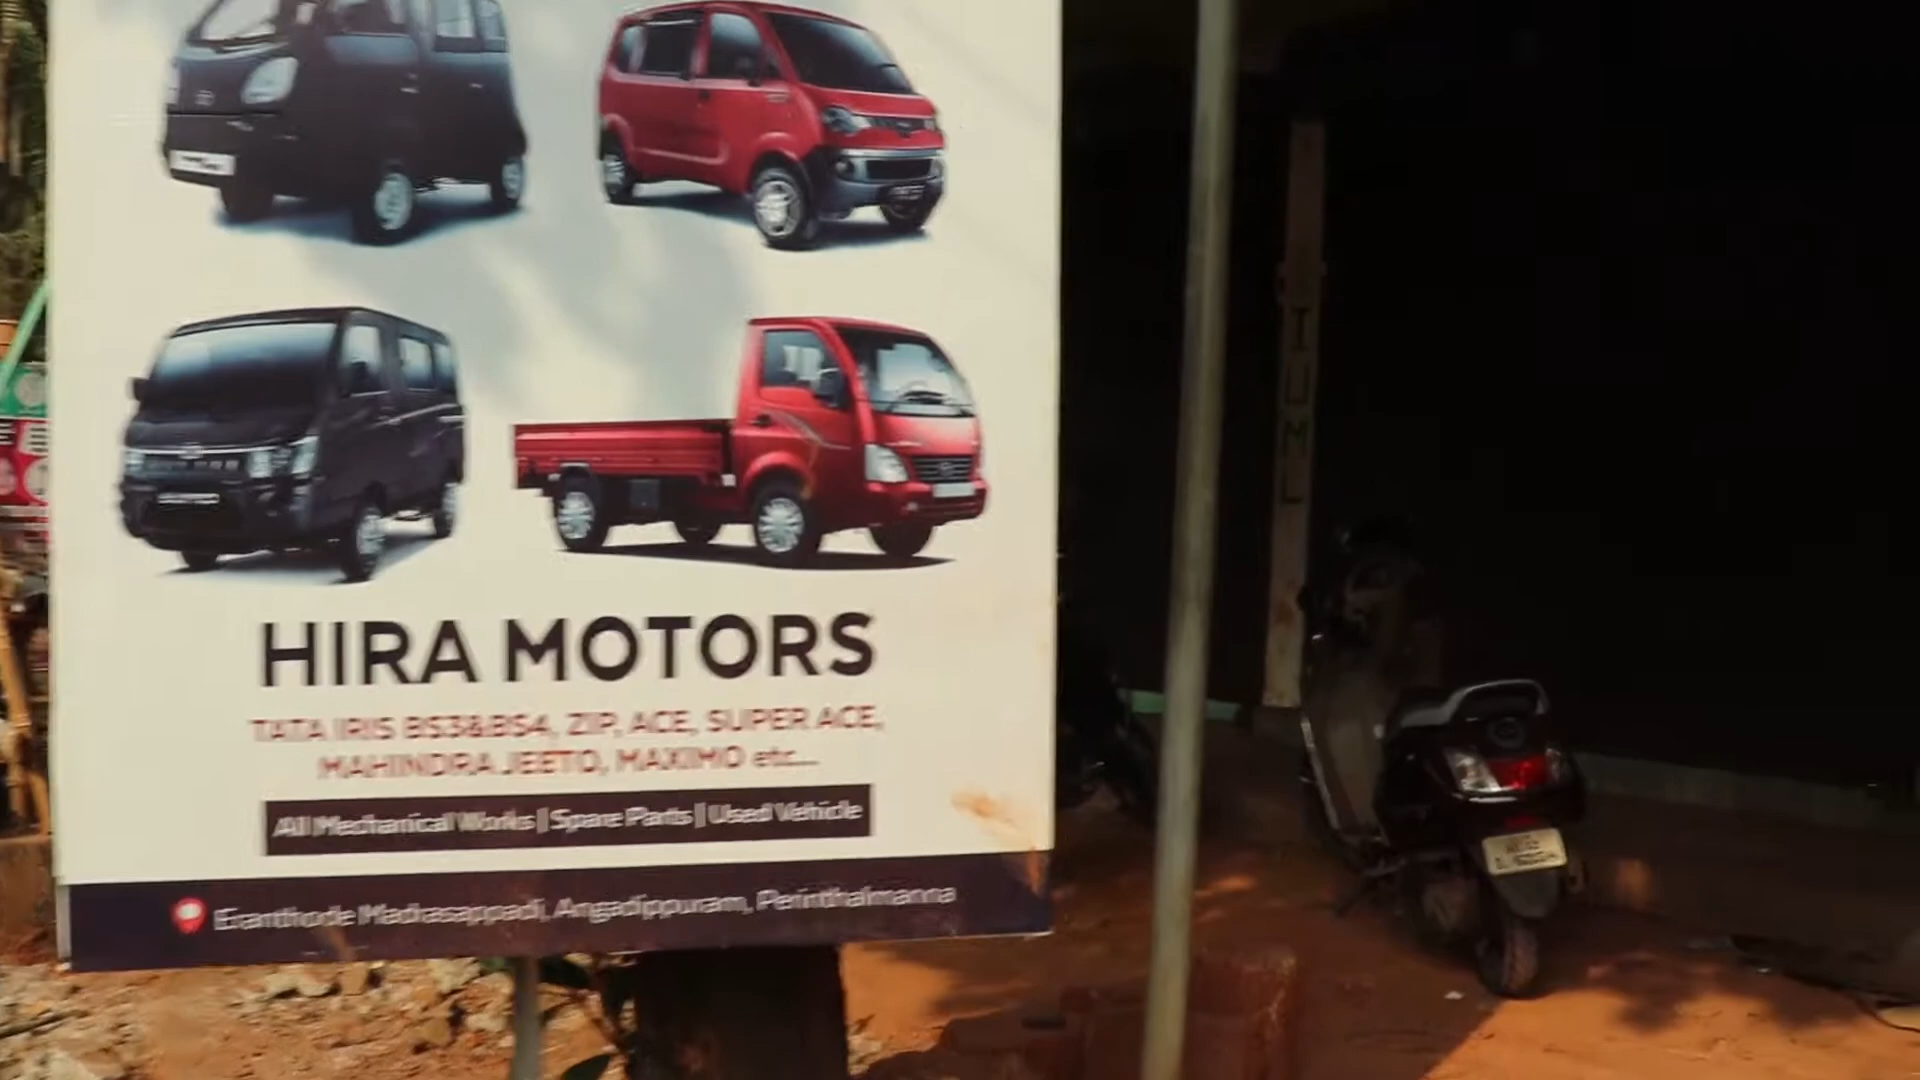 HIRA MOTORS
TATA IRIS BS3&BS4, ZIP, ACE, SUPER ACE,
MAHINDRA JEETO, MAXIMO etc....
All Mechanical Works | Spare Parts | Used Vehicle
Eranthode Madrasappadi, Angadippuram, Perinthalmanna